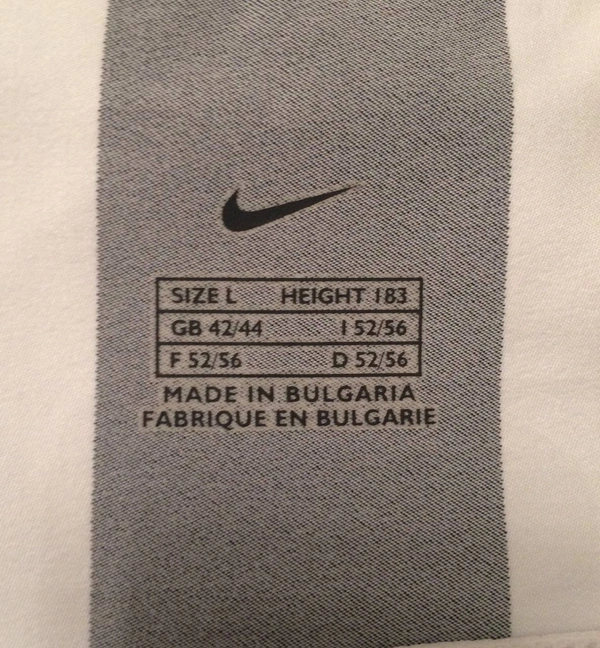 SIZE L HEIGHT 183
GB 42/44 I 52/56
F 52/56 D 52/56
MADE IN BULGARIA
FABRIQUE EN BULGARIE